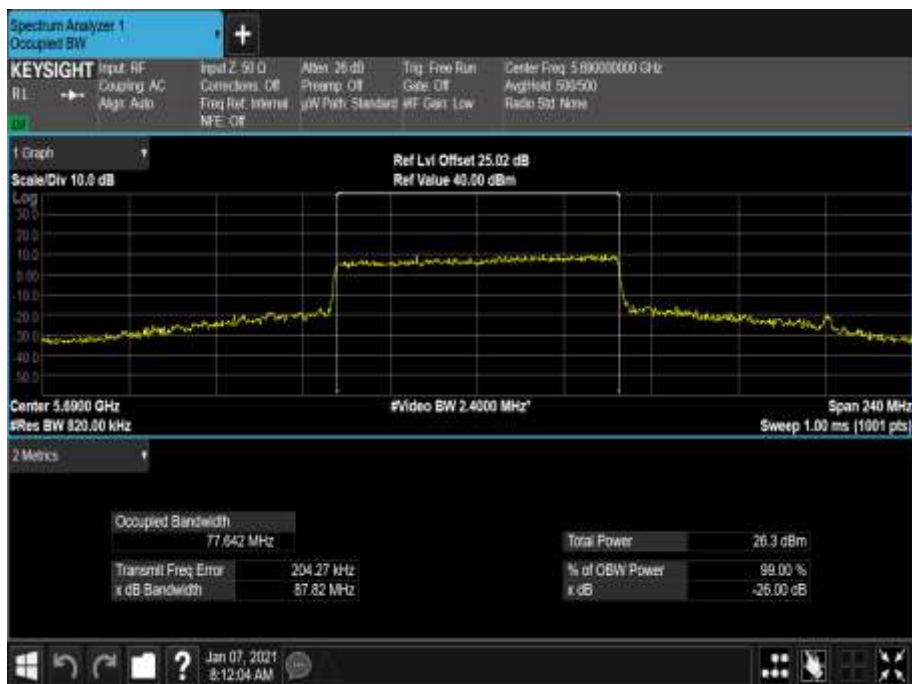 Spectrum Analyzer 1
Occupied BW
KEYSIGHT
Input: RF
Input Z: 50 Ω
Atten: 26 dB
Trig: Free Run
Center Freq: 5.690000000 GHz
RL
Coupling: AC
Corrections: Off
Preamp: Off
Gate: Off
Avg|Hold: 500/500
Align: Auto
Freq Ref: Internal
µW Path: Standard
#IF Gain: Low
Radio Std: None
NFE: Off
1 Graph
Ref Lvl Offset 25.02 dB
Scale/Div 10.0 dB
Ref Value 40.00 dBm
Log
30.0
20.0
10.0
0.00
-10.0
-20.0
-30.0
-40.0
-50.0
Center 5.6900 GHz
#Video BW 2.4000 MHz*
Span 240 MHz
#Res BW 820.00 kHz
Sweep 1.00 ms (1001 pts)
2 Metrics
Occupied Bandwidth
77.642 MHz
Total Power
26.3 dBm
Transmit Freq Error
204.27 kHz
% of OBW Power
99.00 %
x dB Bandwidth
87.82 MHz
x dB
-26.00 dB
Jan 07, 2021
8:12:04 AM